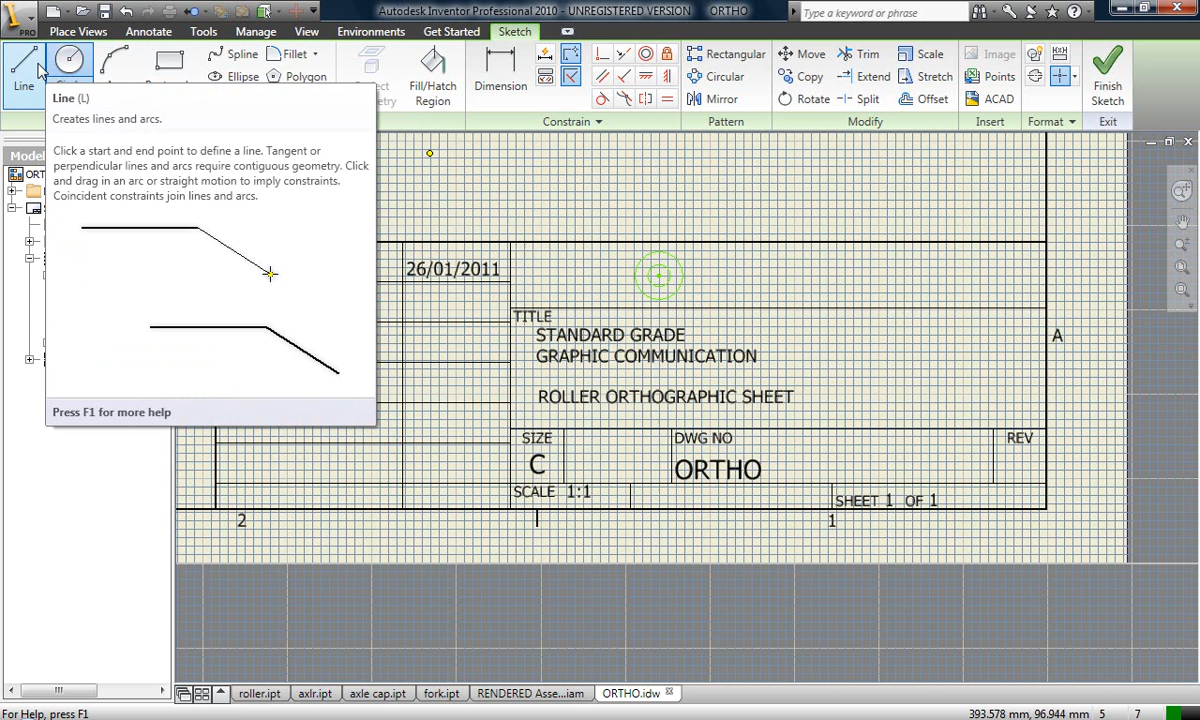 Autodesk Inventor Professional 2010 - UNREGISTERED VERSION ORTHO
Type a keyword or phrase
PRO
Place Views Annotate Tools Manage View Environments Get Started Sketch
Line
Spline Fillet
Ellipse Polygon
Fill/Hatch
Region
Dimension
Rectangular
Circular
Mirror
Move Trim Scale
Copy Extend Stretch
Rotate Split Offset
Image
Points
ACAD
Finish
Sketch
Constrain Pattern Modify Insert Format Exit
Line (L)
Creates lines and arcs.
Click a start and end point to define a line. Tangent or
perpendicular lines and arcs require contiguous geometry. Click
and drag in an arc or straight motion to imply constraints.
Coincident constraints join lines and arcs.
Press F1 for more help
26/01/2011
TITLE
STANDARD GRADE
GRAPHIC COMMUNICATION
ROLLER ORTHOGRAPHIC SHEET
A
SIZE
C
DWG NO
ORTHO
REV
SCALE 1:1
SHEET 1 OF 1
2 1
roller.ipt axlr.ipt axle cap.ipt fork.ipt RENDERED Asse...iam ORTHO.idw
For Help, press F1
393.578 mm, 96.944 mm 5 7